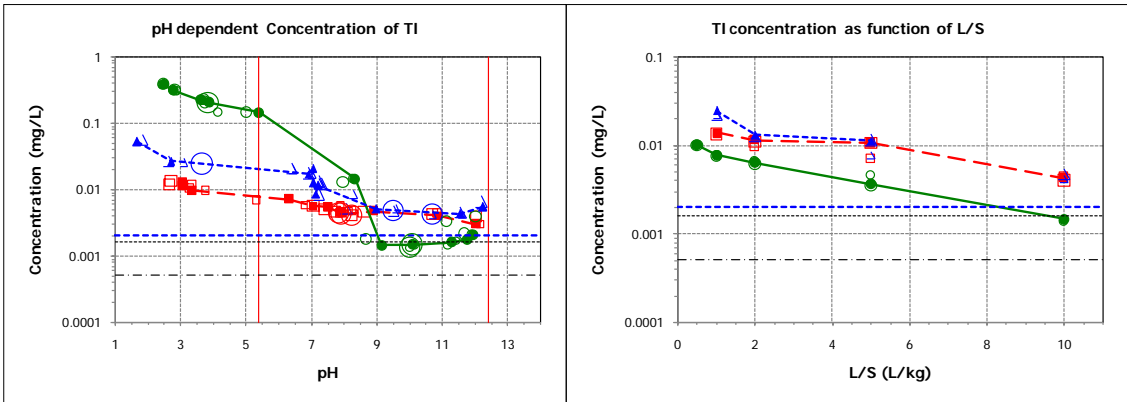 pH dependent Concentration of Tl
Concentration (mg/L)
1
0.1
0.01
0.001
0.0001
1 3 5 7 9 11 13
pH
Tl concentration as function of L/S
Concentration (mg/L)
0.1
0.01
0.001
0.0001
0 2 4 6 8 10
L/S (L/kg)